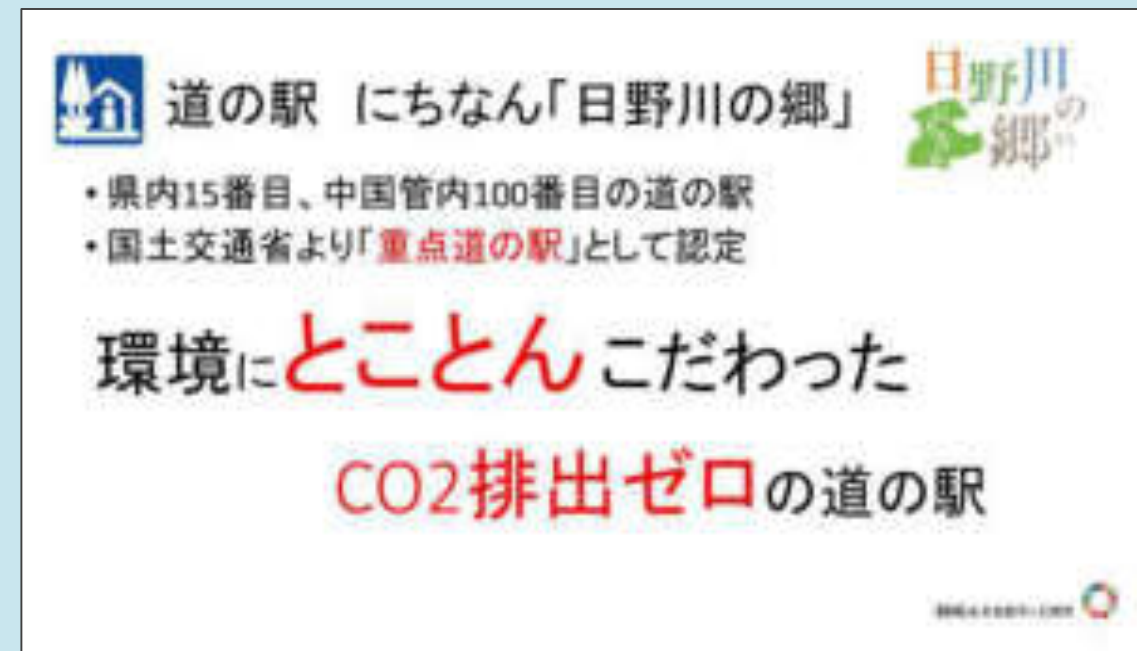 道の駅 にちなん「日野川の郷」
日野川の郷
・県内15番目、中国管内100番目の道の駅
・国土交通省より「重点道の駅」として認定
環境にとことんこだわった
CO2排出ゼロの道の駅